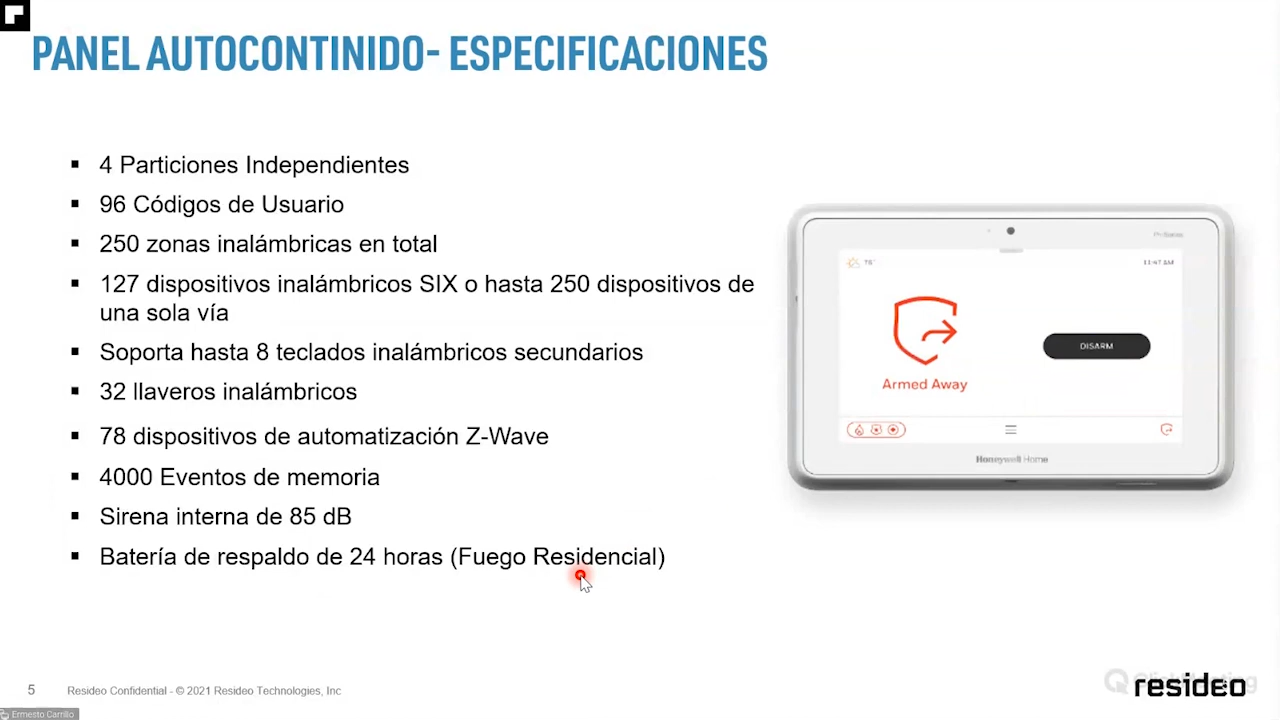 PANEL AUTOCONTINIDO- ESPECIFICACIONES
4 Particiones Independientes
96 Códigos de Usuario
250 zonas inalámbricas en total
127 dispositivos inalámbricos SIX o hasta 250 dispositivos de
una sola vía
Soporta hasta 8 teclados inalámbricos secundarios
32 llaveros inalámbricos
78 dispositivos de automatización Z-Wave
4000 Eventos de memoria
Sirena interna de 85 dB
Batería de respaldo de 24 horas (Fuego Residencial)
Armed Away
DISARM
Honeywell Home
5
Resideo Confidential - © 2021 Resideo Technologies, Inc
resideo
Ermesto Carrillo